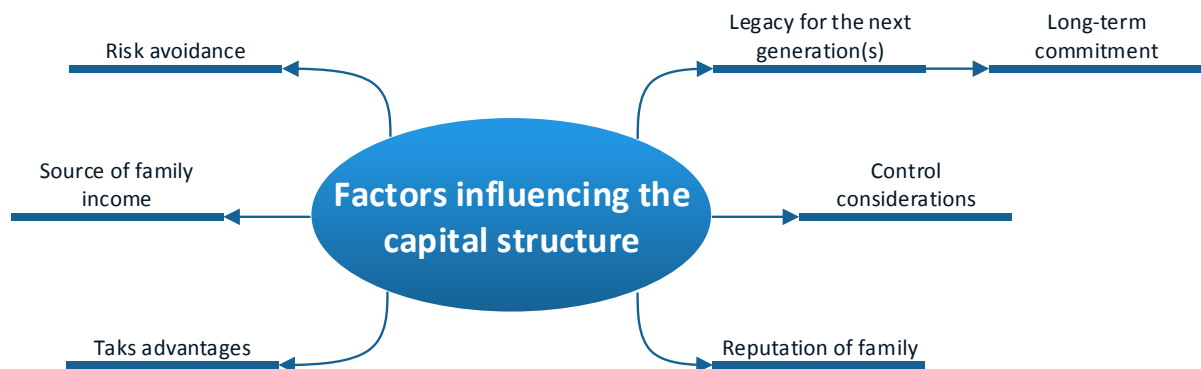 Risk avoidance
Legacy for the next
generation(s)
Long-term
commitment
Source of family
income
Factors influencing the
capital structure
Control
considerations
Taks advantages
Reputation of family